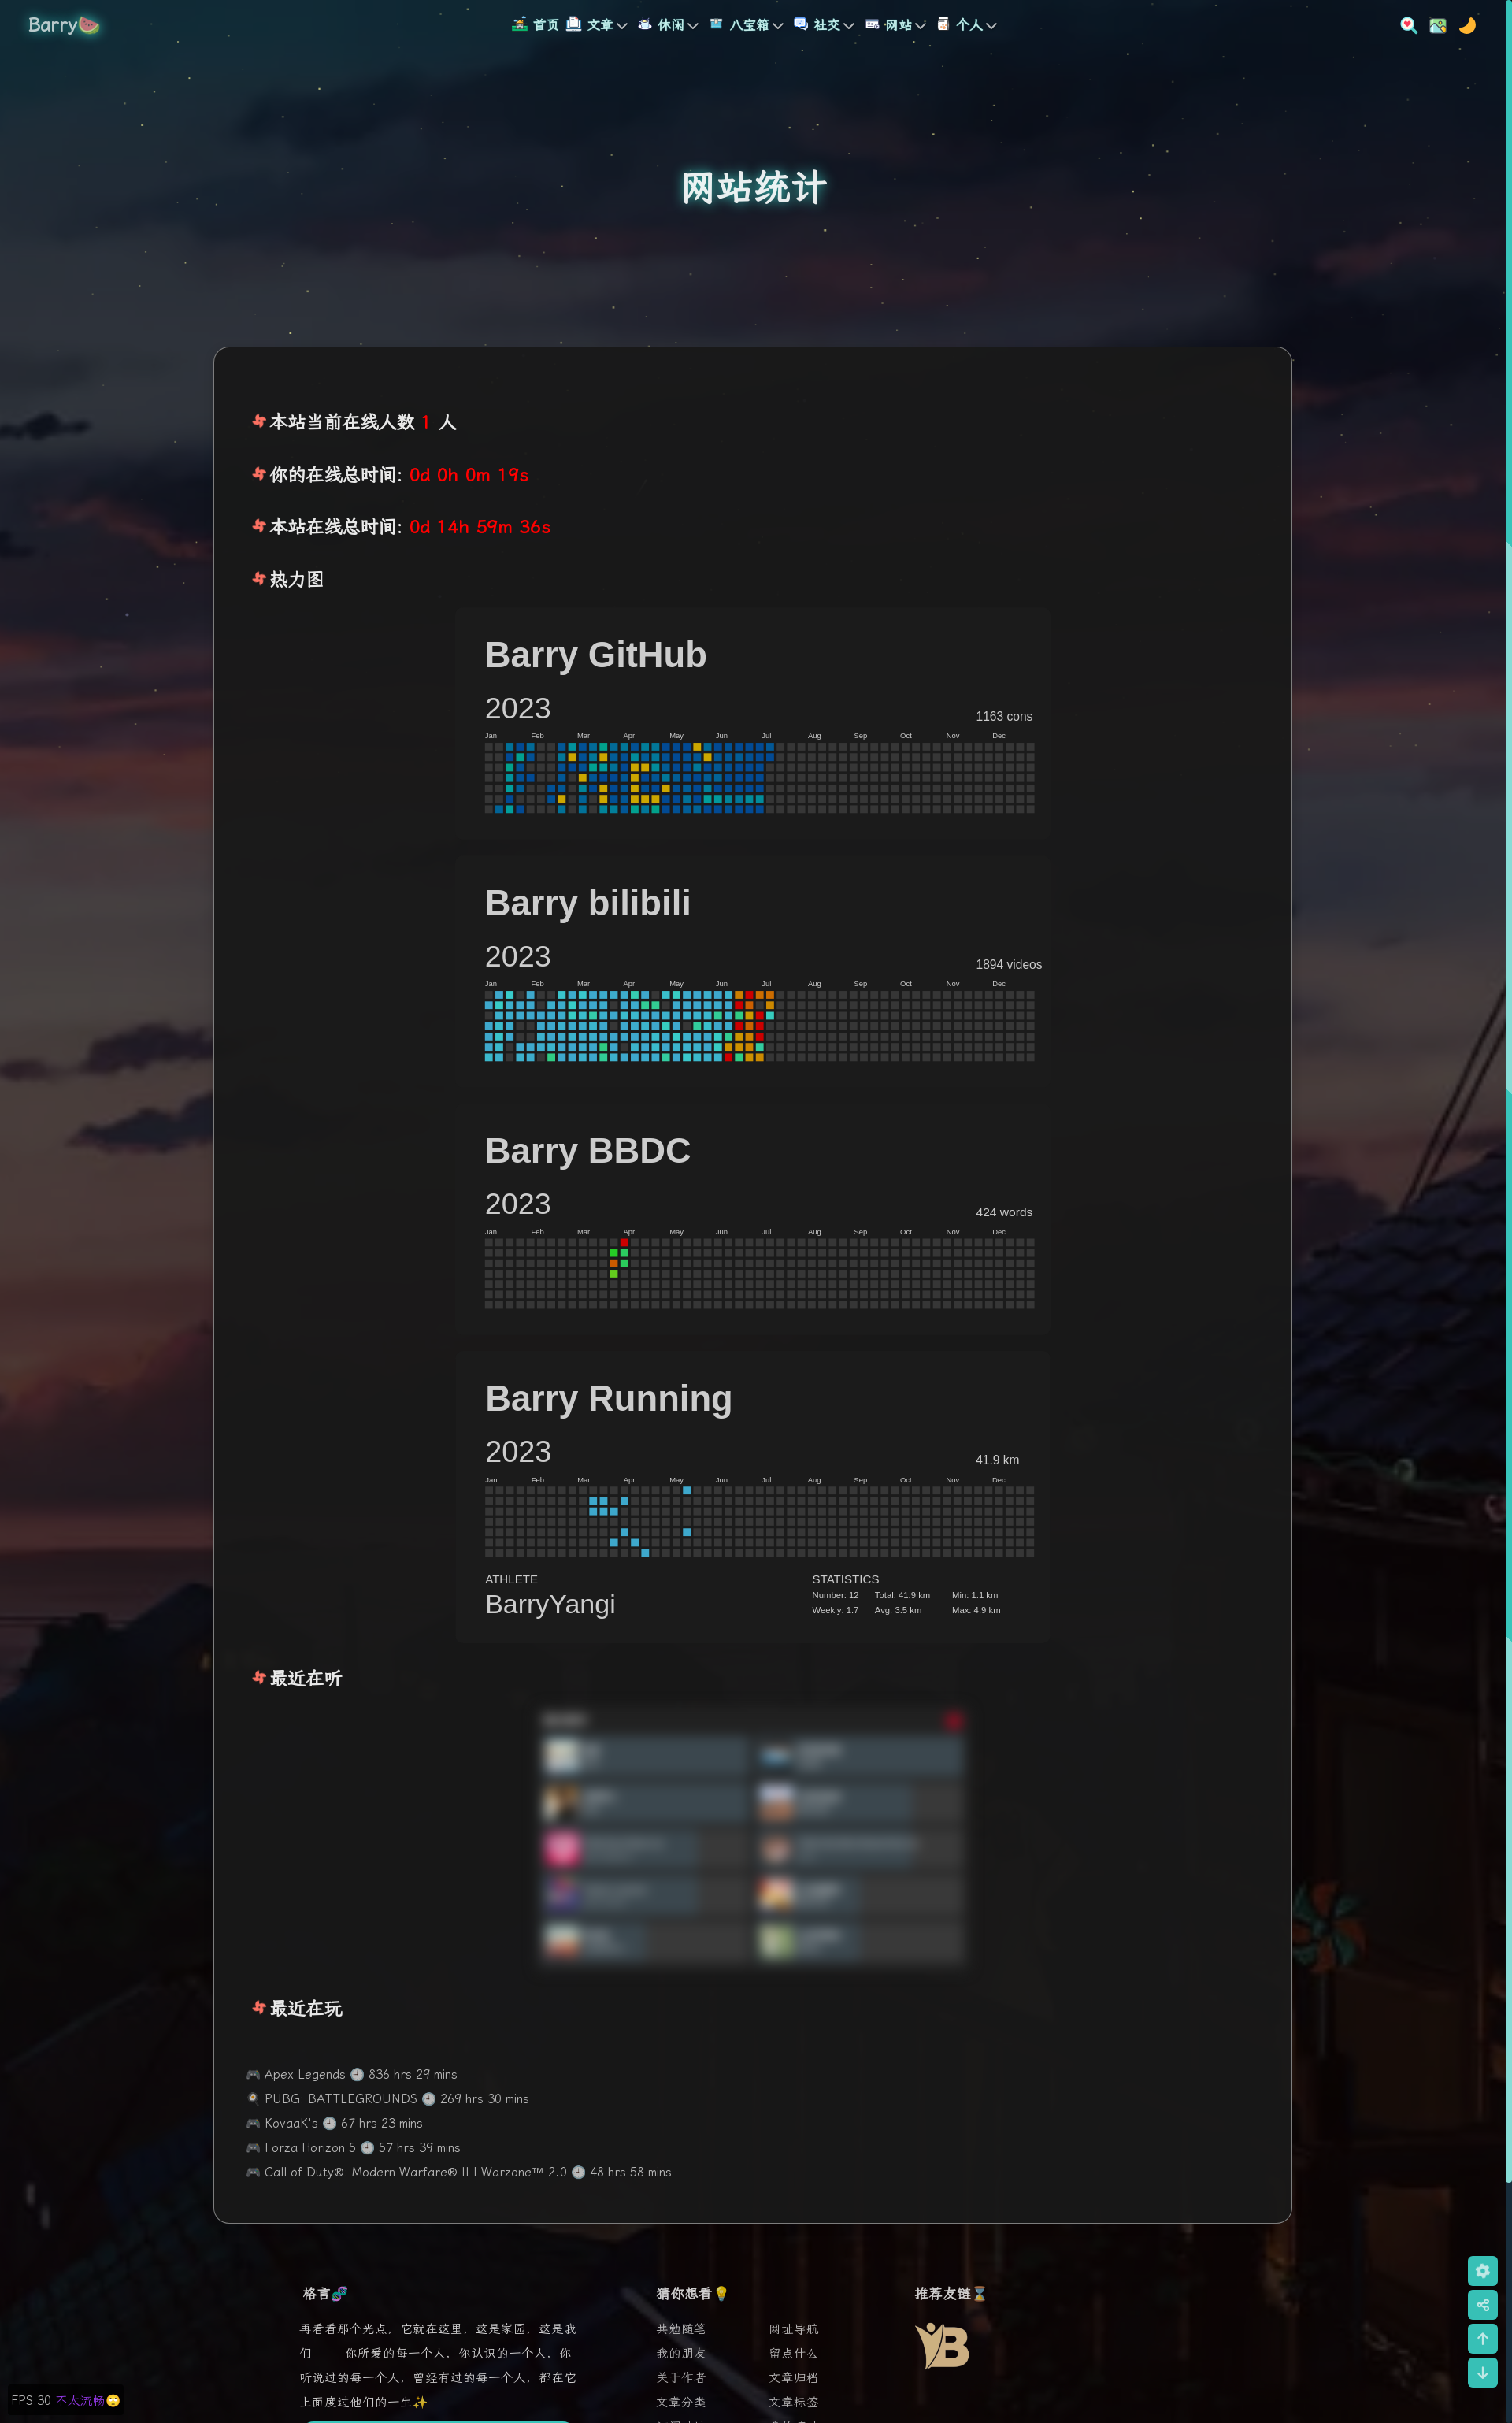 Barry
首页 文章 休闲 八宝箱 社交 网站 个人
网站统计
本站当前在线人数 1 人
你的在线总时间: 0d 0h 0m 19s
本站在线总时间: 0d 14h 59m 36s
热力图
Barry GitHub
2023
1163 cons
Jan Feb Mar Apr May Jun Jul Aug Sep Oct Nov Dec
Barry bilibili
2023
1894 videos
Jan Feb Mar Apr May Jun Jul Aug Sep Oct Nov Dec
Barry BBDC
2023
424 words
Jan Feb Mar Apr May Jun Jul Aug Sep Oct Nov Dec
Barry Running
2023
41.9 km
Jan Feb Mar Apr May Jun Jul Aug Sep Oct Nov Dec
ATHLETE
BarryYangi
STATISTICS
Number: 12 Total: 41.9 km Min: 1.1 km
Weekly: 1.7 Avg: 3.5 km Max: 4.9 km
最近在听
最近在玩
🎮 Apex Legends 🕘 836 hrs 29 mins
🍳 PUBG: BATTLEGROUNDS 🕘 269 hrs 30 mins
🎮 KovaaK's 🕘 67 hrs 23 mins
🎮 Forza Horizon 5 🕘 57 hrs 39 mins
🎮 Call of Duty®: Modern Warfare® II | Warzone™ 2.0 🕘 48 hrs 58 mins
格言🧬
再看看那个光点，它就在这里，这是家园，这是我
们 —— 你所爱的每一个人，你认识的一个人，你
听说过的每一个人，曾经有过的每一个人，都在它
上面度过他们的一生✨
猜你想看💡
共勉随笔 网址导航
我的朋友 留点什么
关于作者 文章归档
文章分类 文章标签
推荐友链⌛
B
FPS:30 不太流畅🙄